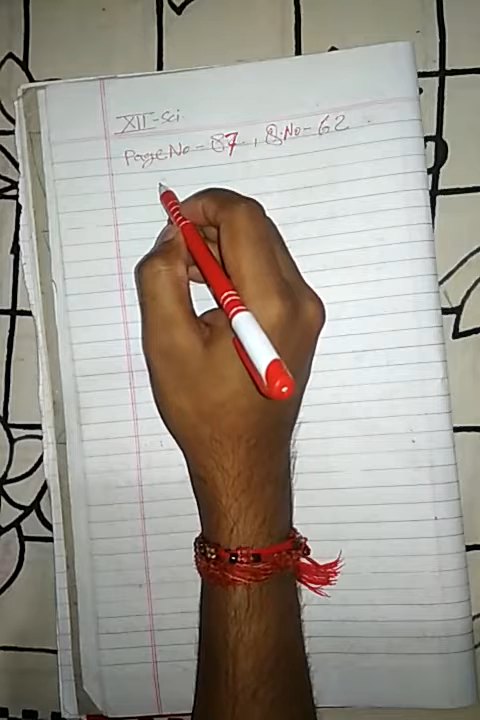 XII-Sci
Page No - 87, Q.No- 62